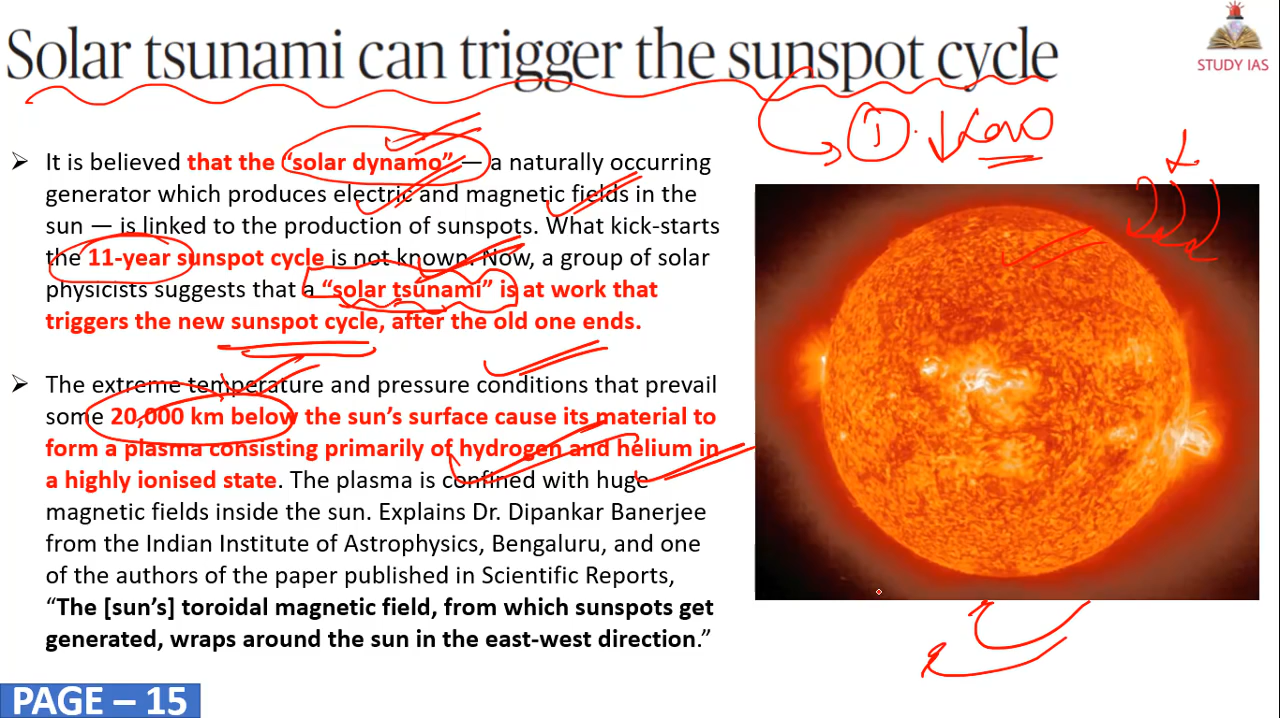 Solar tsunami can trigger the sunspot cycle
STUDY IAS
➤ It is believed that the “solar dynamo” — a naturally occurring
generator which produces electric and magnetic fields in the
sun — is linked to the production of sunspots. What kick-starts
the 11-year sunspot cycle is not known. Now, a group of solar
physicists suggests that a “solar tsunami” is at work that
triggers the new sunspot cycle, after the old one ends.
➤ The extreme temperature and pressure conditions that prevail
some 20,000 km below the sun’s surface cause its material to
form a plasma consisting primarily of hydrogen and helium in
a highly ionised state. The plasma is confined with huge
magnetic fields inside the sun. Explains Dr. Dipankar Banerjee
from the Indian Institute of Astrophysics, Bengaluru, and one
of the authors of the paper published in Scientific Reports,
“The [sun’s] toroidal magnetic field, from which sunspots get
generated, wraps around the sun in the east-west direction.”
PAGE – 15